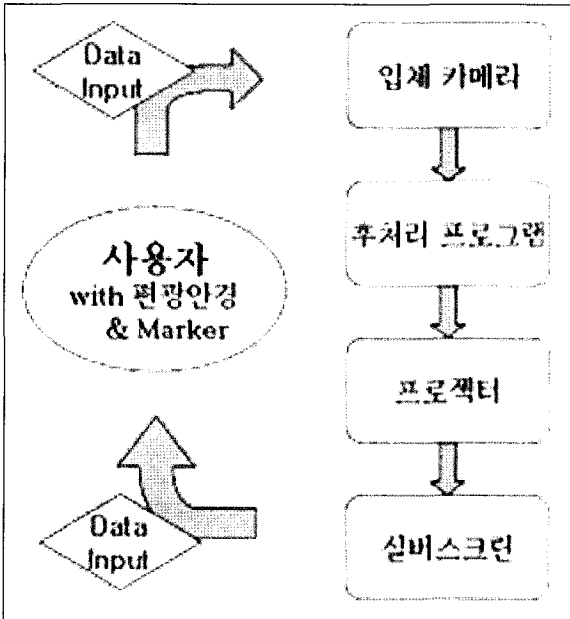 Data
Input
입체 카메라
후처리 프로그램
사용자
with 편광안경
& Marker
프로젝터
Data
Input
실버스크린